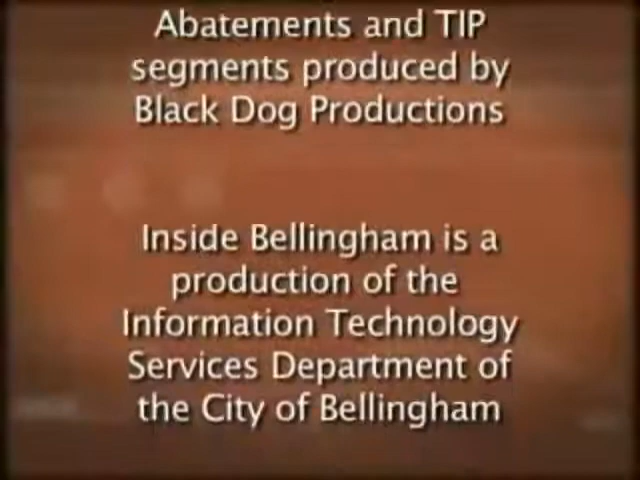 Abatements and TIP
segments produced by
Black Dog Productions
Inside Bellingham is a
production of the
Information Technology
Services Department of
the City of Bellingham